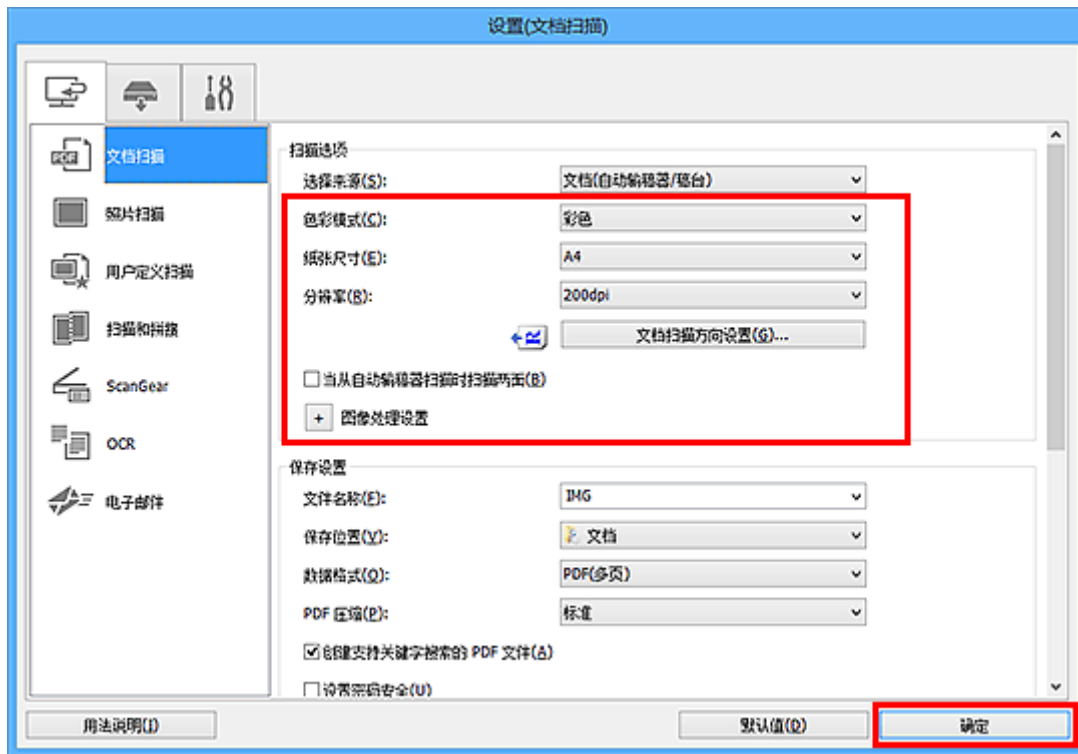 设置(文档扫描)
PDF
文档扫描
照片扫描
用户定义扫描
扫描和拼接
ScanGear
OCR
电子邮件
扫描选项
选择来源(S): 文档(自动输稿器/稿台)
色彩模式(C): 彩色
纸张尺寸(E): A4
分辨率(R): 200dpi
文档扫描方向设置(G)...
当从自动输稿器扫描时扫描两面(B)
+ 图像处理设置
保存设置
文件名称(F): IMG
保存位置(V): 文档
数据格式(O): PDF(多页)
PDF 压缩(P): 标准
创建支持关键字搜索的 PDF 文件(A)
设置密码安全(U)
用法说明(I) 默认值(D) 确定